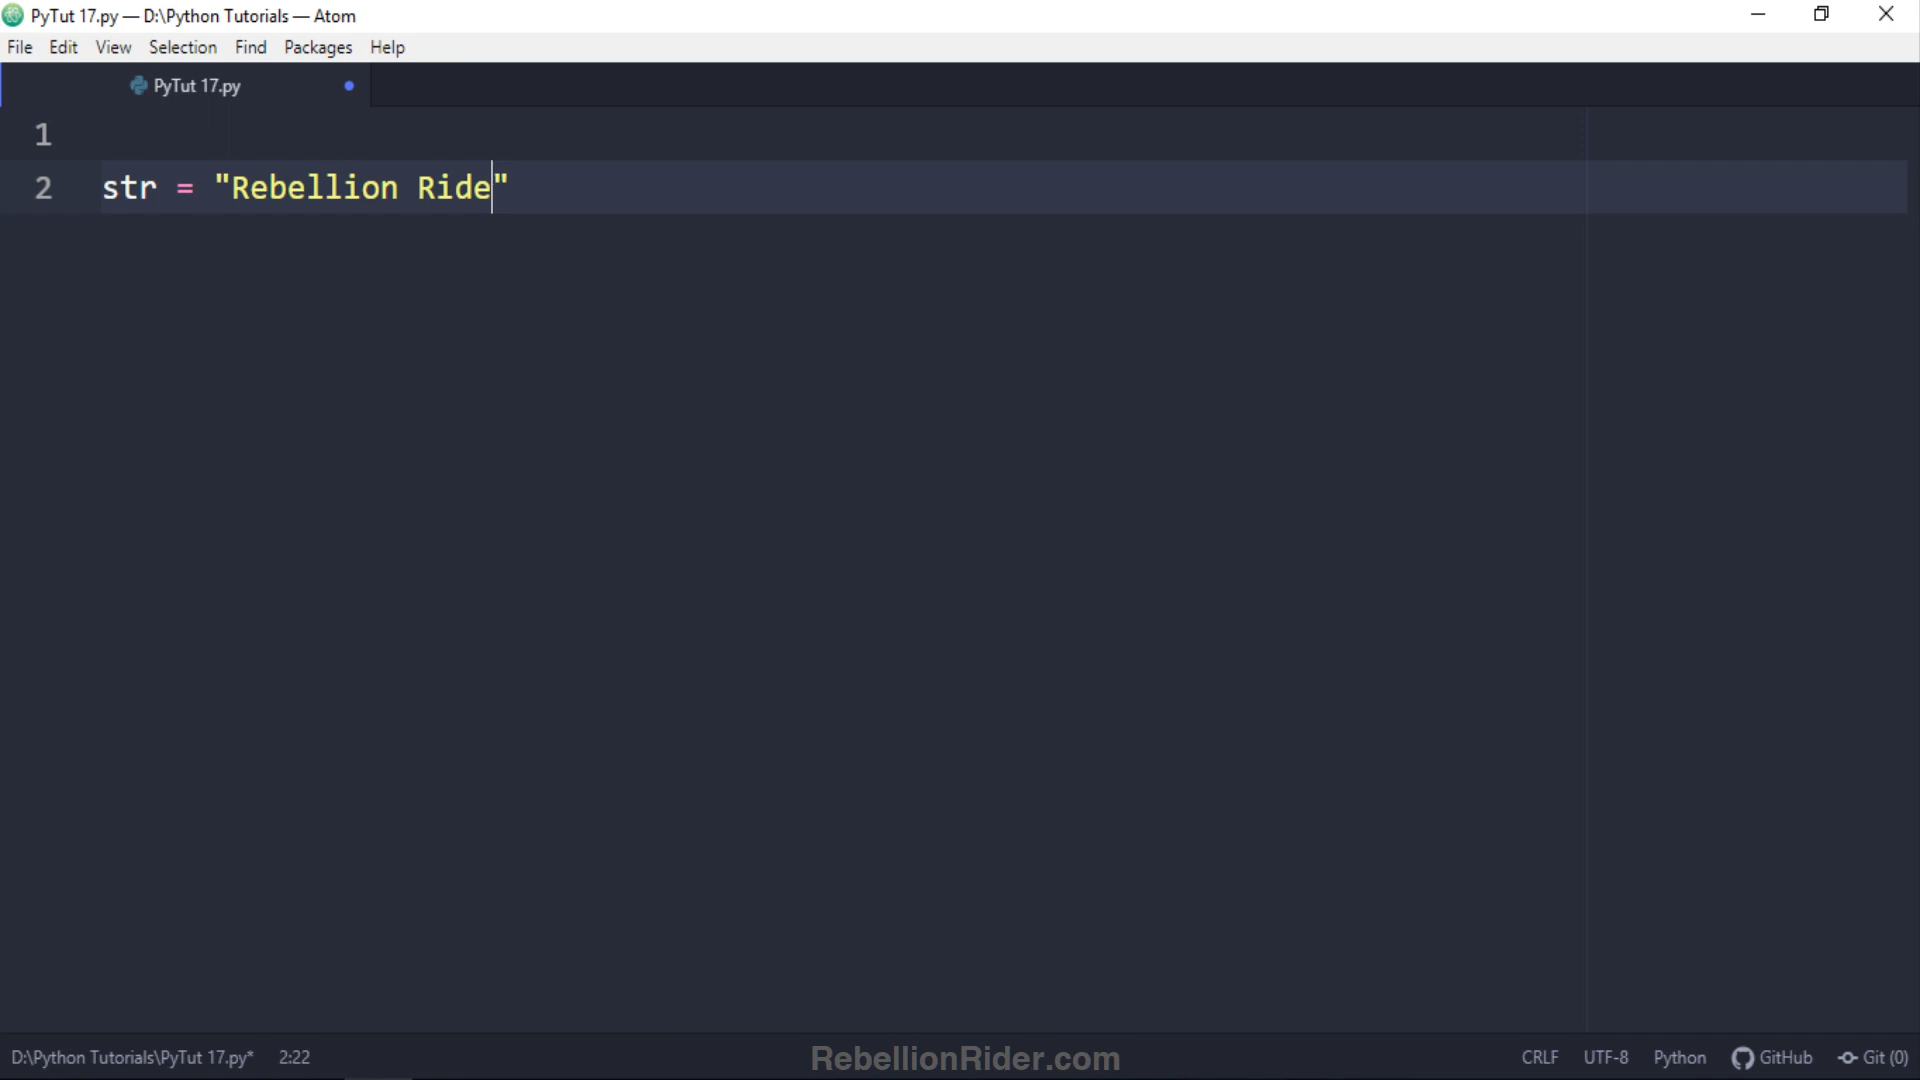 PyTut 17.py — D:\Python Tutorials — Atom
File Edit View Selection Find Packages Help
PyTut 17.py
1
2 str = "Rebellion Ride"
D:\Python Tutorials\PyTut 17.py* 2:22 RebellionRider.com CRLF UTF-8 Python GitHub Git (0)